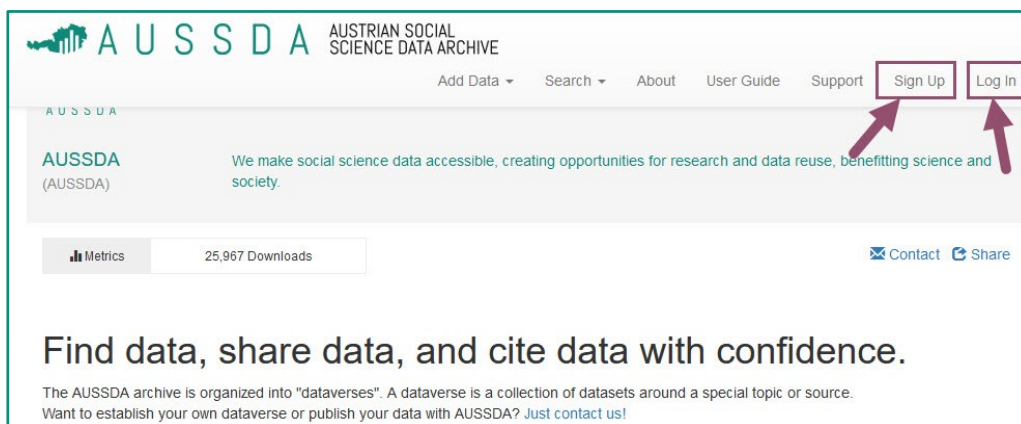 AUSSDA AUSTRIAN SOCIAL
SCIENCE DATA ARCHIVE
Add Data Search About User Guide Support Sign Up Log In
AUSSDA
AUSSDA We make social science data accessible, creating opportunities for research and data reuse, benefitting science and
(AUSSDA) society.
Metrics 25,967 Downloads Contact Share
Find data, share data, and cite data with confidence.
The AUSSDA archive is organized into "dataverses". A dataverse is a collection of datasets around a special topic or source.
Want to establish your own dataverse or publish your data with AUSSDA? Just contact us!